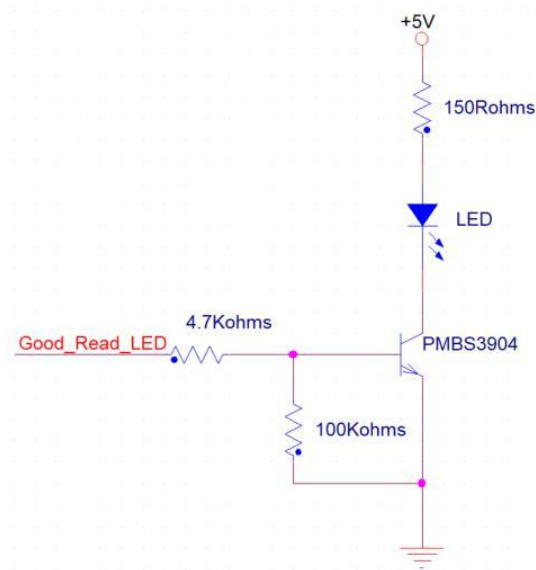 +5V
150Rohms
LED
4.7Kohms
Good_Read_LED
PMBS3904
100Kohms